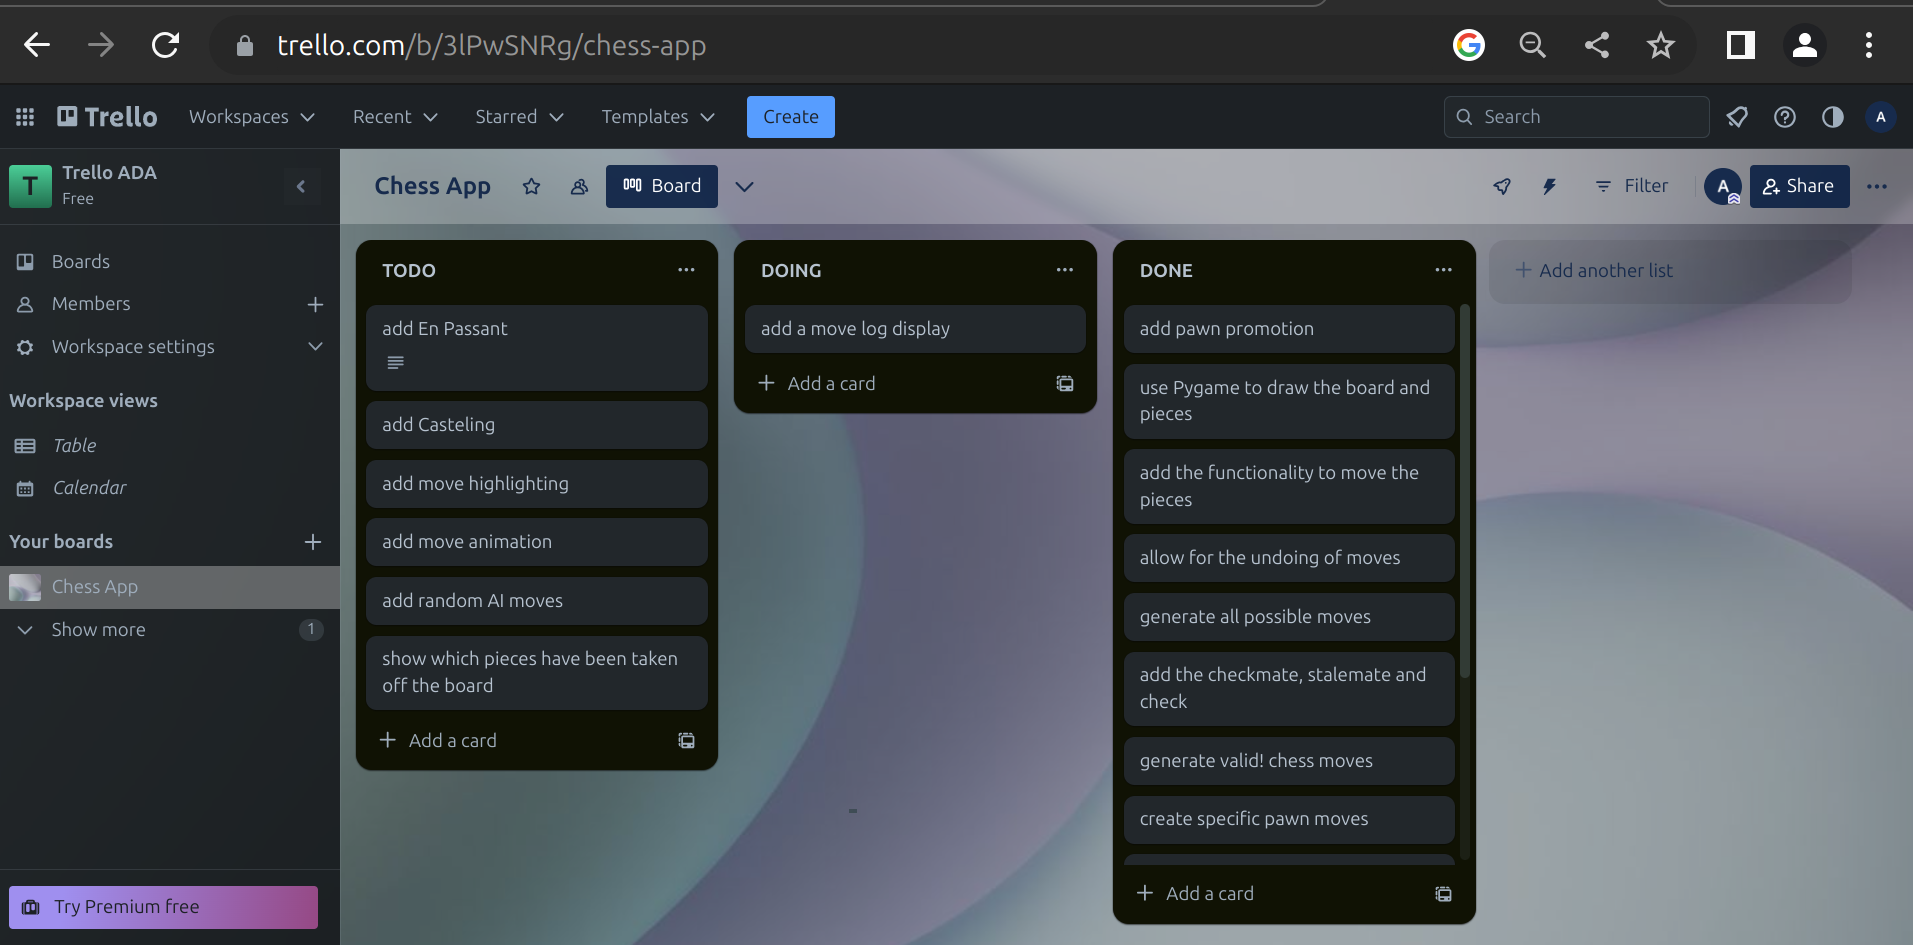 trello.com/b/3lPwSNRg/chess-app
Trello
Workspaces
Recent
Starred
Templates
Create
Search
A
T
Trello ADA
Free
Boards
Members
Workspace settings
Workspace views
Table
Calendar
Your boards
Chess App
Show more
1
Try Premium free
Chess App
Board
Filter
A
Share
TODO
add En Passant
add Casteling
add move highlighting
add move animation
add random AI moves
show which pieces have been taken
off the board
Add a card
DOING
add a move log display
Add a card
DONE
add pawn promotion
use Pygame to draw the board and
pieces
add the functionality to move the
pieces
allow for the undoing of moves
generate all possible moves
add the checkmate, stalemate and
check
generate valid! chess moves
create specific pawn moves
Add a card
Add another list